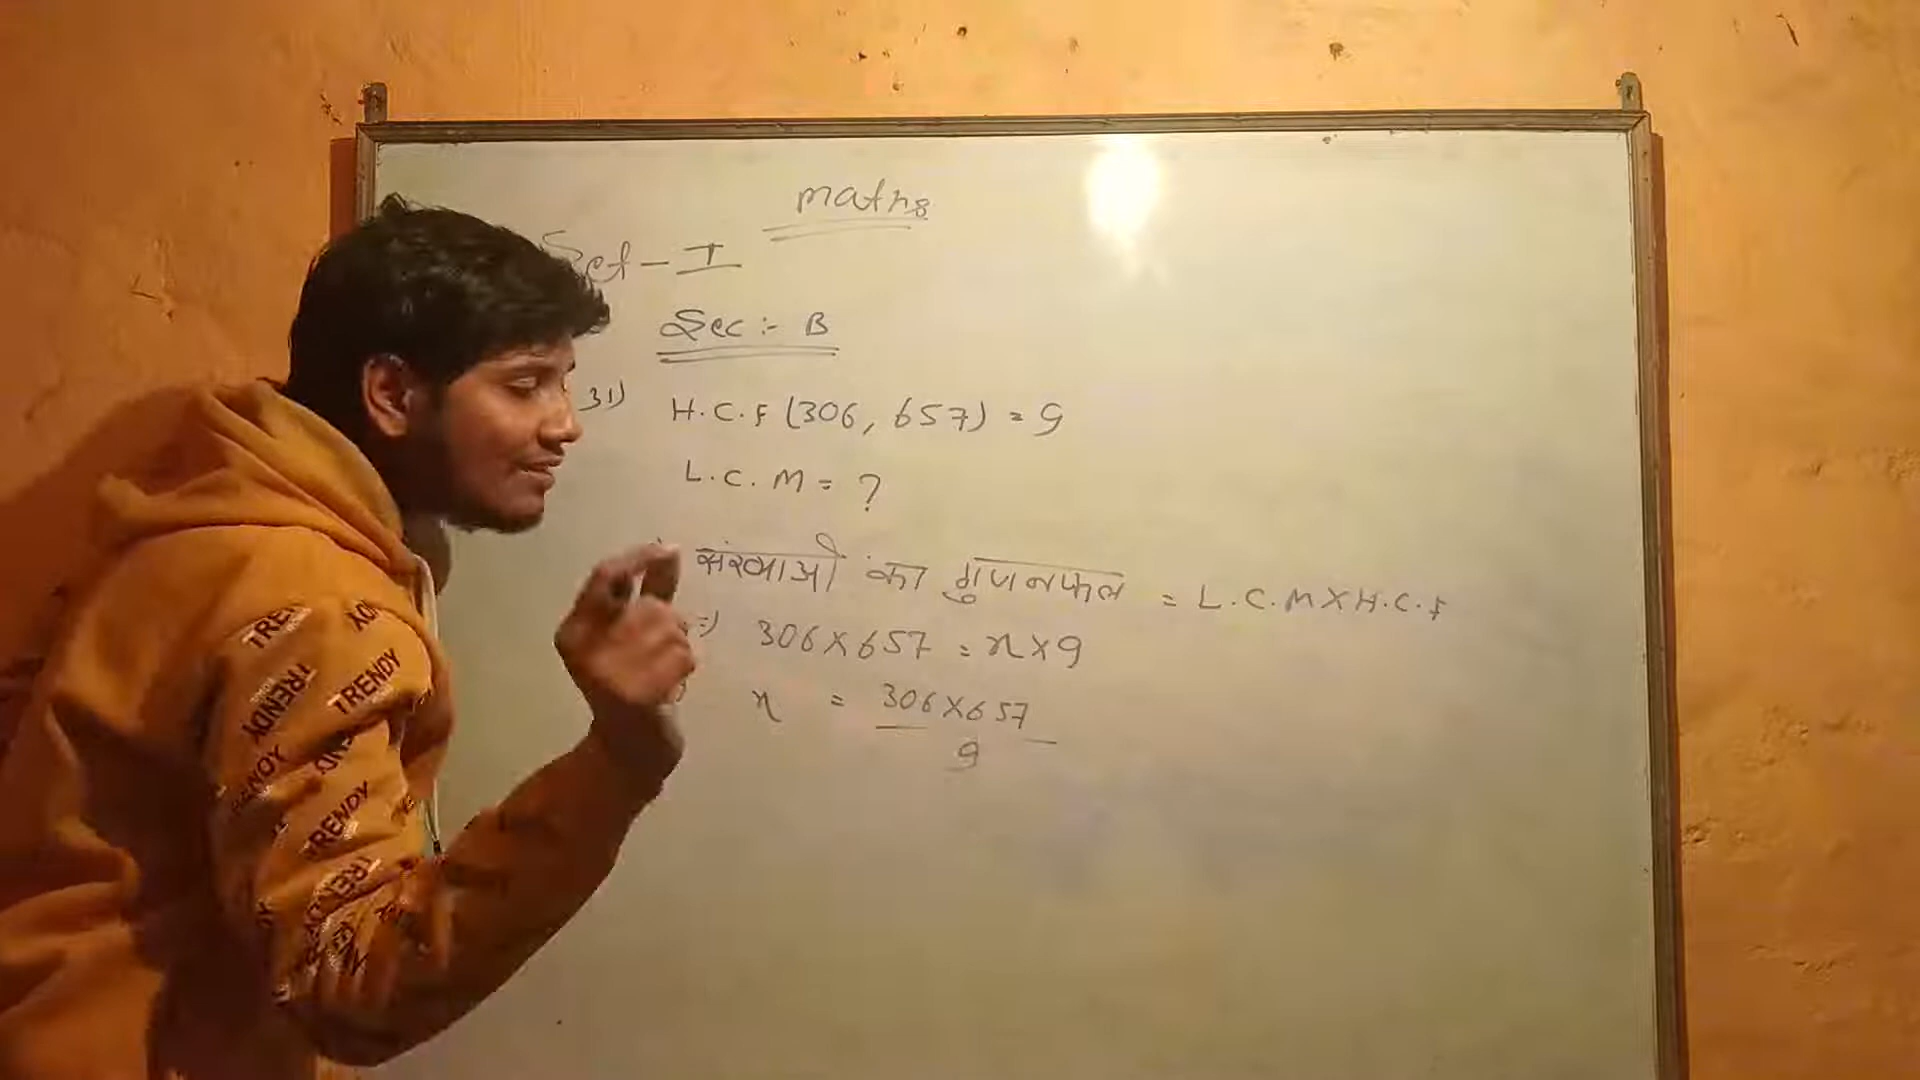 maths
Set - I
Sec :- B
31) H.C.F (306, 657) = 9
L.C.M = ?
संख्याओ का गुणनफल = L.C.M X H.C.F
=) 306 X 657 = x X 9
x = 306 X 657
9
TRENDY
TRENDY
TRENDY
TRENDY